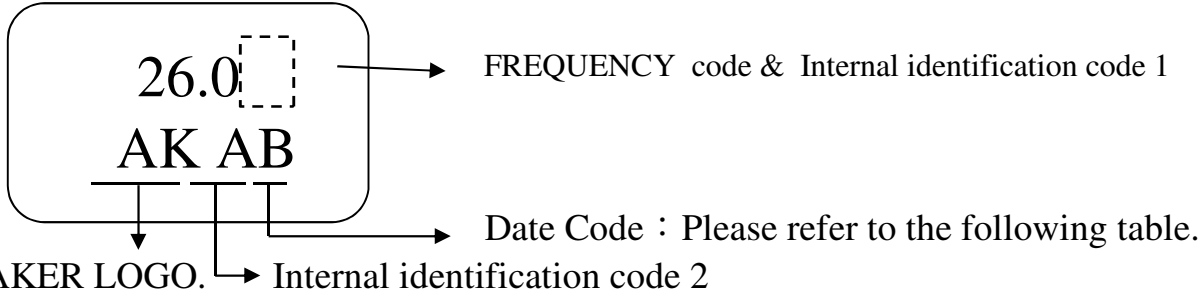 26.0
FREQUENCY code & Internal identification code 1
AK AB
Date Code：Please refer to the following table.
AKER LOGO.
Internal identification code 2